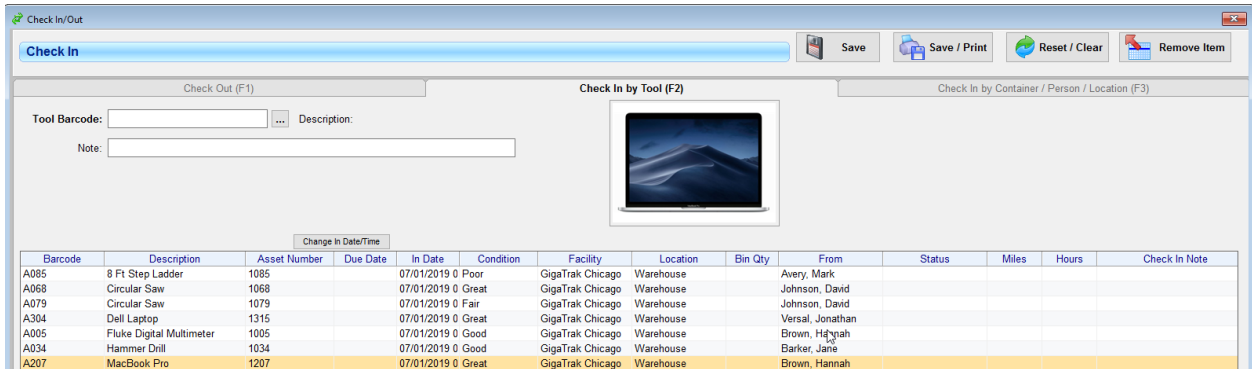 Check In/Out
Check In
Save
Save / Print
Reset / Clear
Remove Item
Check Out (F1)
Check In by Tool (F2)
Check In by Container / Person / Location (F3)
Tool Barcode:
...
Description:
Note:
Change In Date/Time
Barcode Description Asset Number Due Date In Date Condition Facility Location Bin Qty From Status Miles Hours Check In Note
A085 8 Ft Step Ladder 1085 07/01/2019 0 Poor GigaTrak Chicago Warehouse Avery, Mark
A068 Circular Saw 1068 07/01/2019 0 Great GigaTrak Chicago Warehouse Johnson, David
A079 Circular Saw 1079 07/01/2019 0 Fair GigaTrak Chicago Warehouse Johnson, David
A304 Dell Laptop 1315 07/01/2019 0 Great GigaTrak Chicago Warehouse Versal, Jonathan
A005 Fluke Digital Multimeter 1005 07/01/2019 0 Good GigaTrak Chicago Warehouse Brown, Hannah
A034 Hammer Drill 1034 07/01/2019 0 Good GigaTrak Chicago Warehouse Barker, Jane
A207 MacBook Pro 1207 07/01/2019 0 Great GigaTrak Chicago Warehouse Brown, Hannah